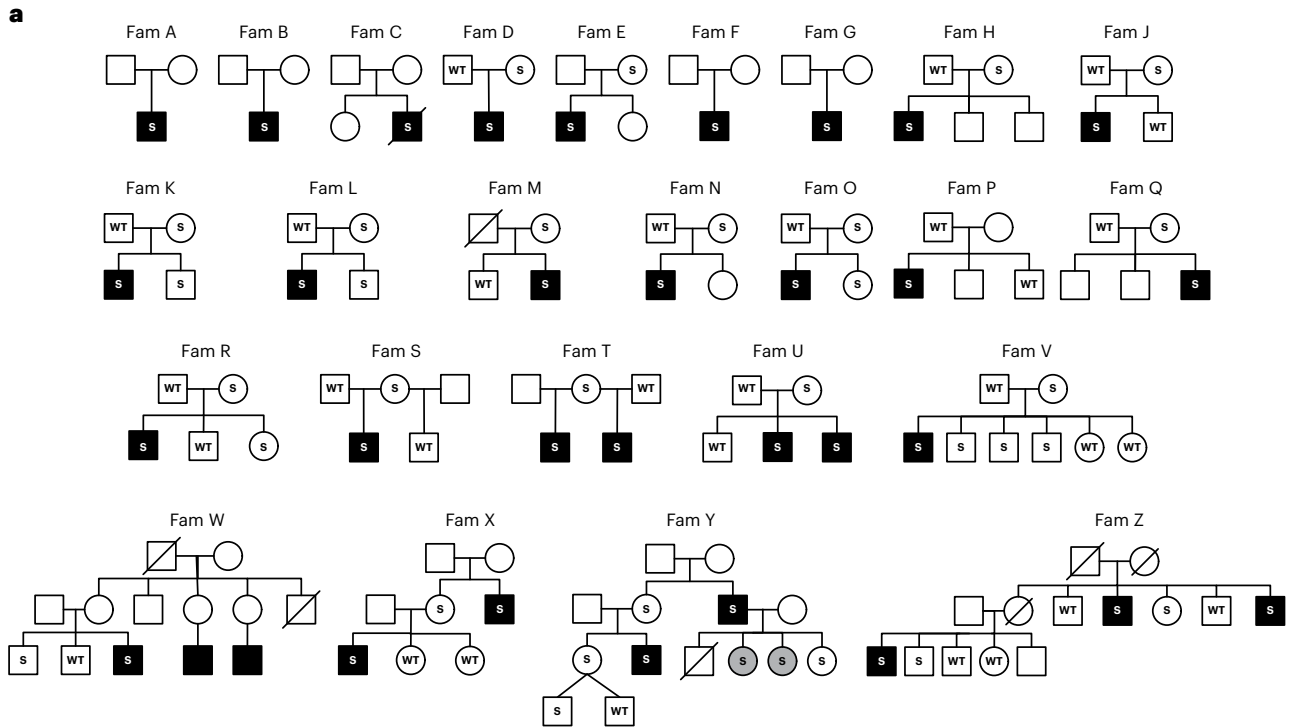 a
Fam A Fam B Fam C Fam D Fam E Fam F Fam G Fam H Fam J
WT S S WT S WT S
S S S S S S S S S WT
Fam K Fam L Fam M Fam N Fam O Fam P Fam Q
WT S WT S S WT S WT S WT WT S
S S S S WT S S S S S WT S
Fam R Fam S Fam T Fam U Fam V
WT S WT S S WT WT S WT S
S WT S S WT S S WT S S S S S S WT WT
Fam W Fam X Fam Y Fam Z
S S WT S S WT S
S WT S S WT WT S S S S S S S WT WT
S WT